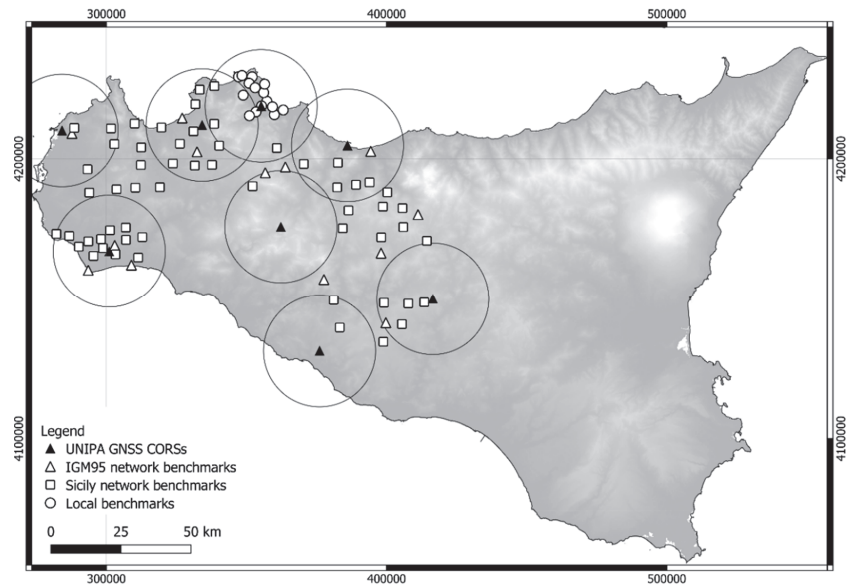 300000 400000 500000
4200000 4200000
4100000 4100000
Legend
UNIPA GNSS CORSs
IGM95 network benchmarks
Sicily network benchmarks
Local benchmarks
0 25 50 km
300000 400000 500000